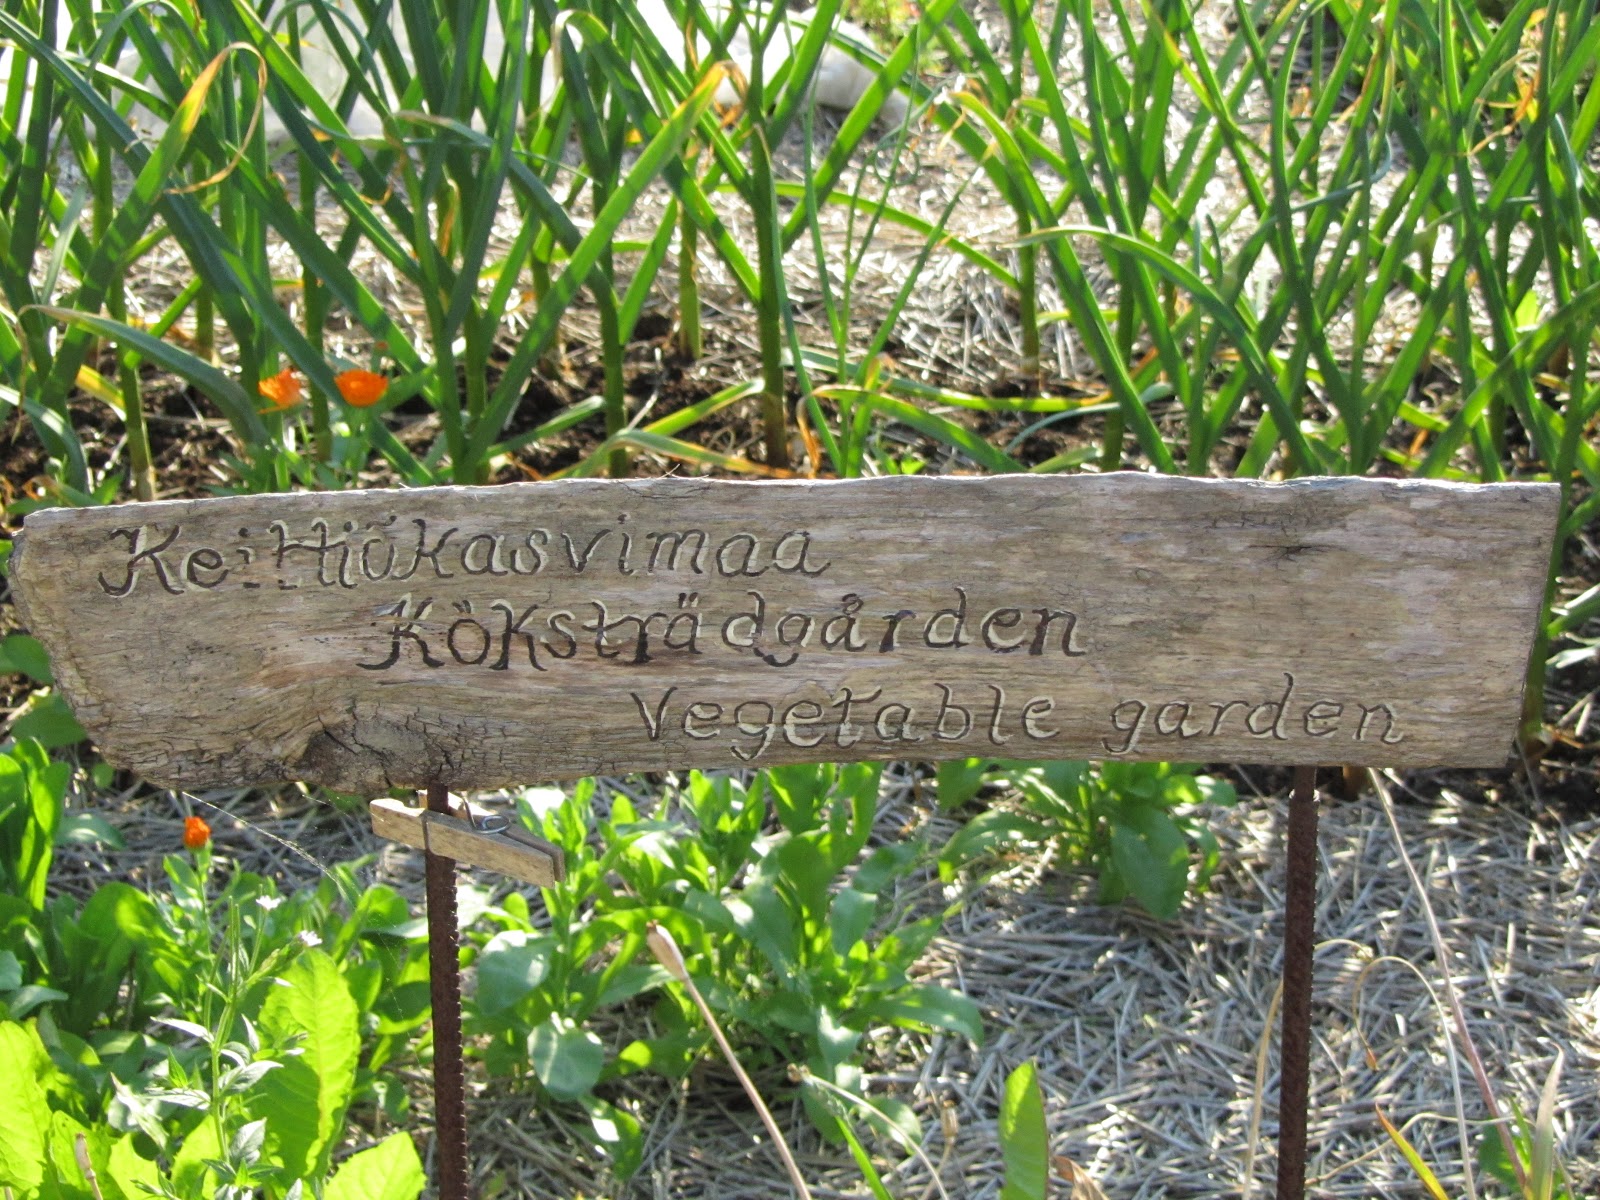 Keittiökasvimaa
Köksträdgården
Vegetable garden